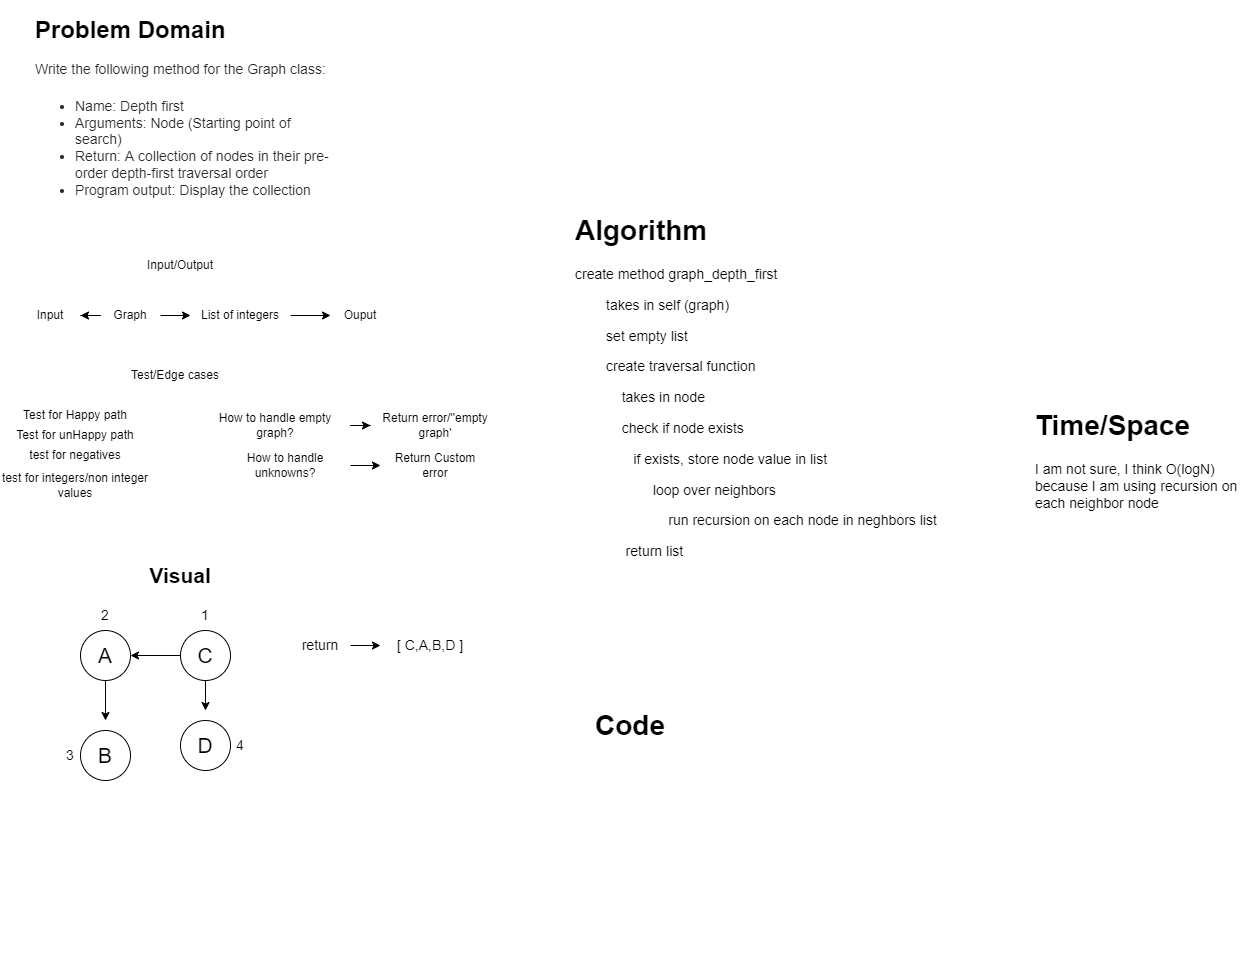 Problem Domain
Write the following method for the Graph class:
• Name: Depth first
• Arguments: Node (Starting point of
search)
• Return: A collection of nodes in their pre-
order depth-first traversal order
• Program output: Display the collection
Input/Output
Input Graph List of integers Ouput
Test/Edge cases
Test for Happy path
Test for unHappy path
test for negatives
test for integers/non integer
values
How to handle empty
graph?
Return error/"empty
graph'
How to handle
unknowns?
Return Custom
error
Visual
2 1
A C
3 B D 4
return [ C,A,B,D ]
Algorithm
create method graph_depth_first
takes in self (graph)
set empty list
create traversal function
takes in node
check if node exists
if exists, store node value in list
loop over neighbors
run recursion on each node in neghbors list
return list
Code
Time/Space
I am not sure, I think O(logN)
because I am using recursion on
each neighbor node